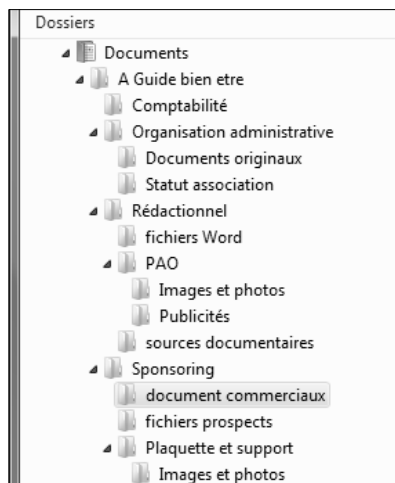 Dossiers
Documents
A Guide bien etre
Comptabilité
Organisation administrative
Documents originaux
Statut association
Rédactionnel
fichiers Word
PAO
Images et photos
Publicités
sources documentaires
Sponsoring
document commerciaux
fichiers prospects
Plaquette et support
Images et photos